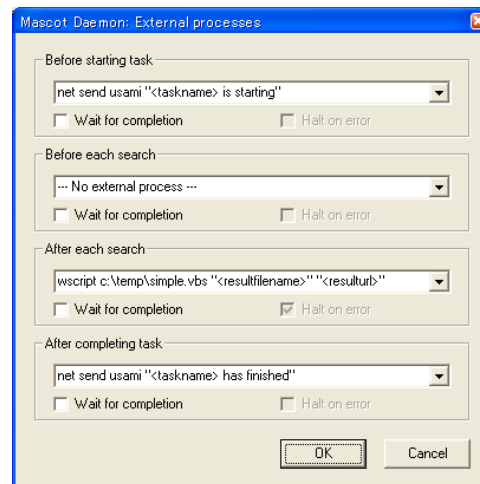 Mascot Daemon: External processes
Before starting task
net send usami "<taskname> is starting"
Wait for completion Halt on error
Before each search
--- No external process ---
Wait for completion Halt on error
After each search
wscript c:\temp\simple.vbs "<resultfilename>" "<resulturl>"
Wait for completion Halt on error
After completing task
net send usami "<taskname> has finished"
Wait for completion Halt on error
OK Cancel